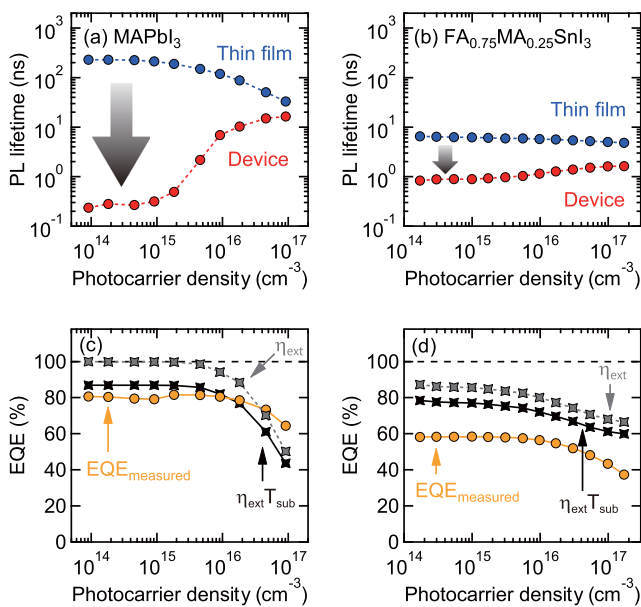 (a) MAPbI₃
Thin film
Device
PL lifetime (ns)
10³
10²
10¹
10⁰
10⁻¹
10¹⁴ 10¹⁵ 10¹⁶ 10¹⁷
Photocarrier density (cm⁻³)
(b) FA₀.₇₅MA₀.₂₅SnI₃
Thin film
Device
PL lifetime (ns)
10³
10²
10¹
10⁰
10⁻¹
10¹⁴ 10¹⁵ 10¹⁶ 10¹⁷
Photocarrier density (cm⁻³)
(c)
ηext
EQEmeasured
ηextTsub
EQE (%)
100
80
60
40
20
0
10¹⁴ 10¹⁵ 10¹⁶ 10¹⁷
Photocarrier density (cm⁻³)
(d)
ηext
EQEmeasured
ηextTsub
EQE (%)
100
80
60
40
20
0
10¹⁴ 10¹⁵ 10¹⁶ 10¹⁷
Photocarrier density (cm⁻³)